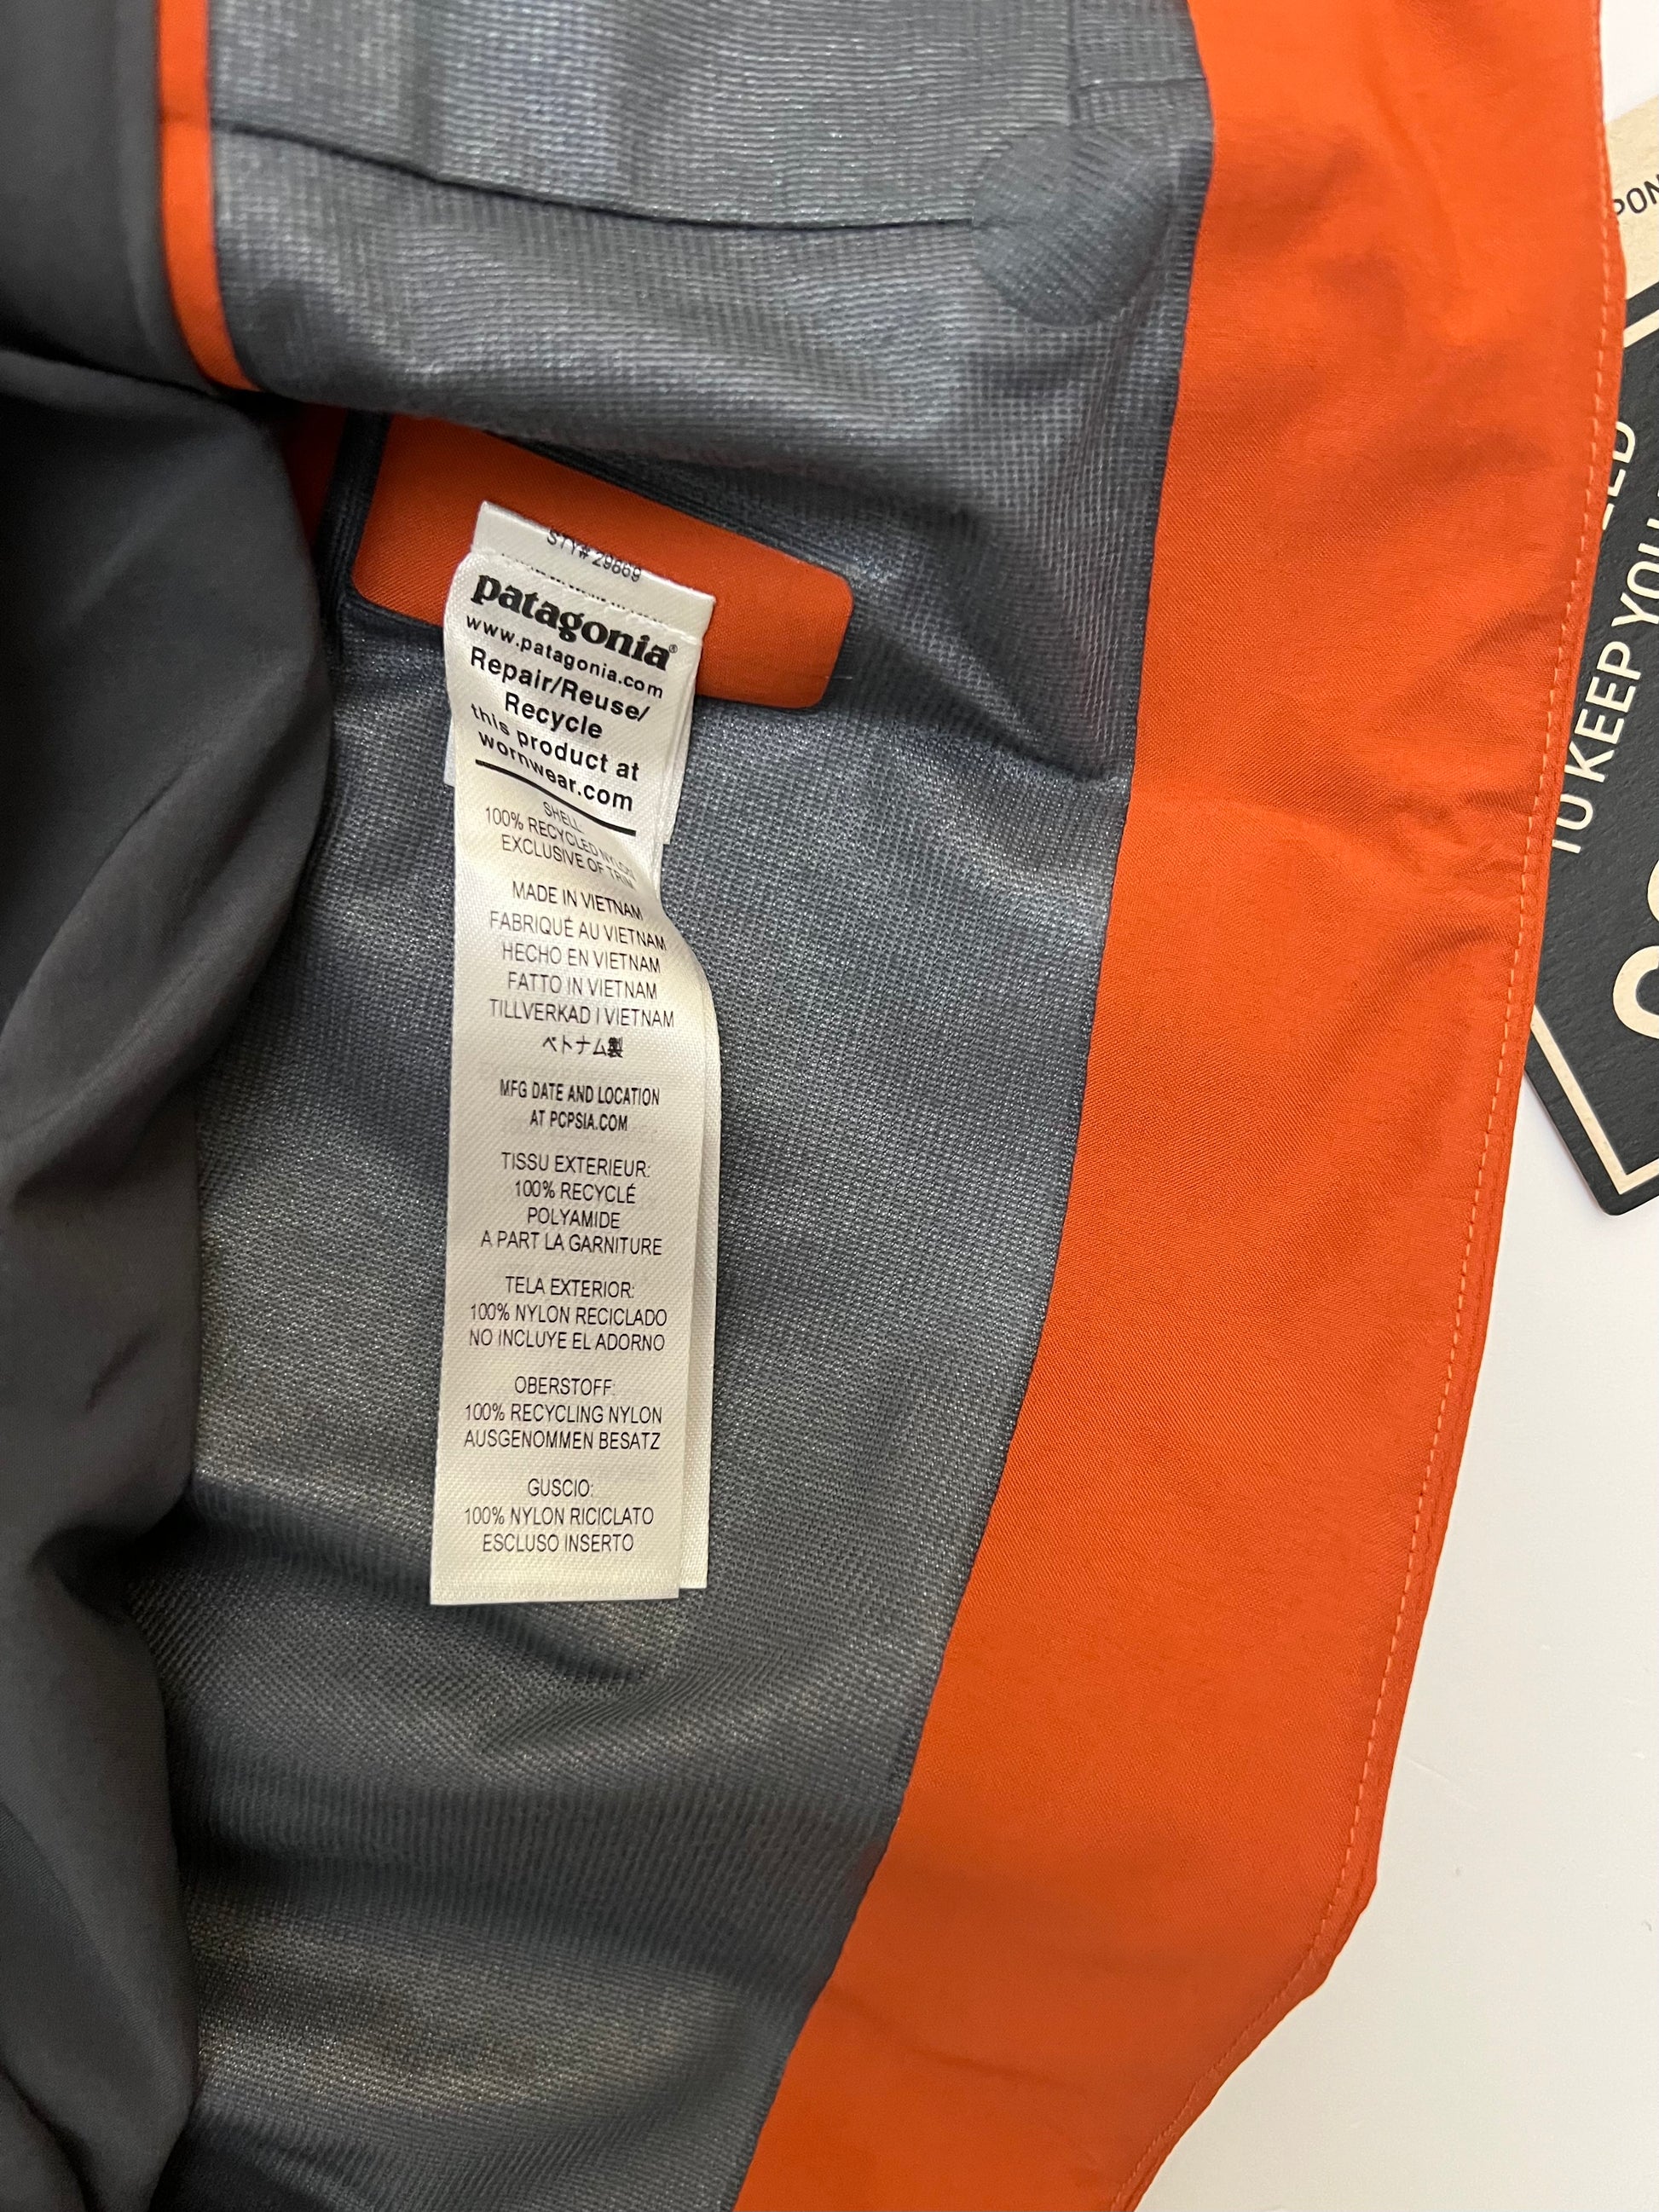 STY# 29869
patagonia®
www.patagonia.com
Repair/Reuse/
Recycle
this product at
wornwear.com
SHELL:
100% RECYCLED NYLON
EXCLUSIVE OF TRIM
MADE IN VIETNAM
FABRIQUÉ AU VIETNAM
HECHO EN VIETNAM
FATTO IN VIETNAM
TILLVERKAD I VIETNAM
ベトナム製
MFG DATE AND LOCATION
AT PCPSIA.COM
TISSU EXTERIEUR:
100% RECYCLÉ
POLYAMIDE
A PART LA GARNITURE
TELA EXTERIOR:
100% NYLON RECICLADO
NO INCLUYE EL ADORNO
OBERSTOFF:
100% RECYCLING NYLON
AUSGENOMMEN BESATZ
GUSCIO:
100% NYLON RICICLATO
ESCLUSO INSERTO
TO KEEP YOU